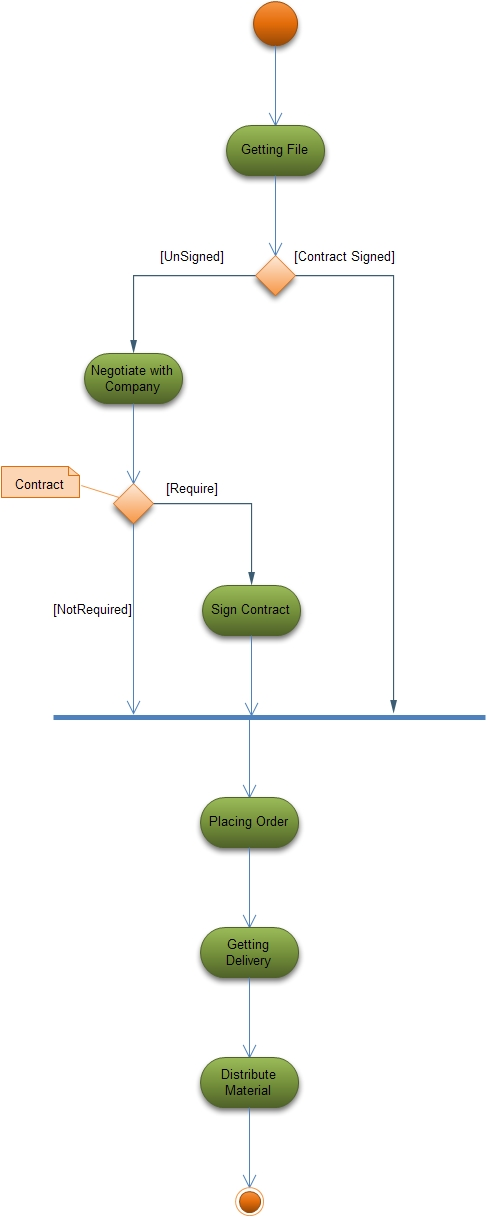 Getting File
[UnSigned]
[Contract Signed]
Negotiate with
Company
Contract
[Require]
[NotRequired]
Sign Contract
Placing Order
Getting
Delivery
Distribute
Material